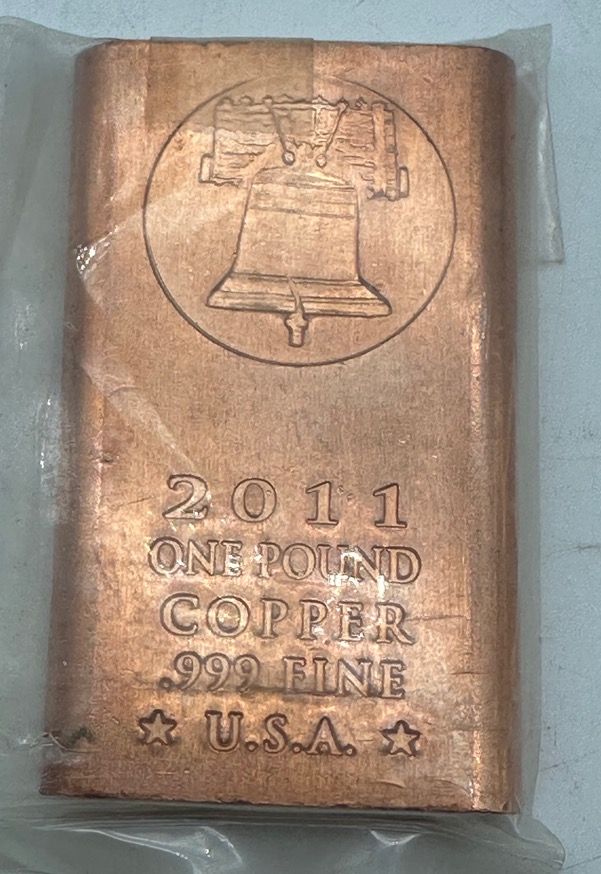 2011
ONE POUND
COPPER
.999 FINE
★ U.S.A. ★